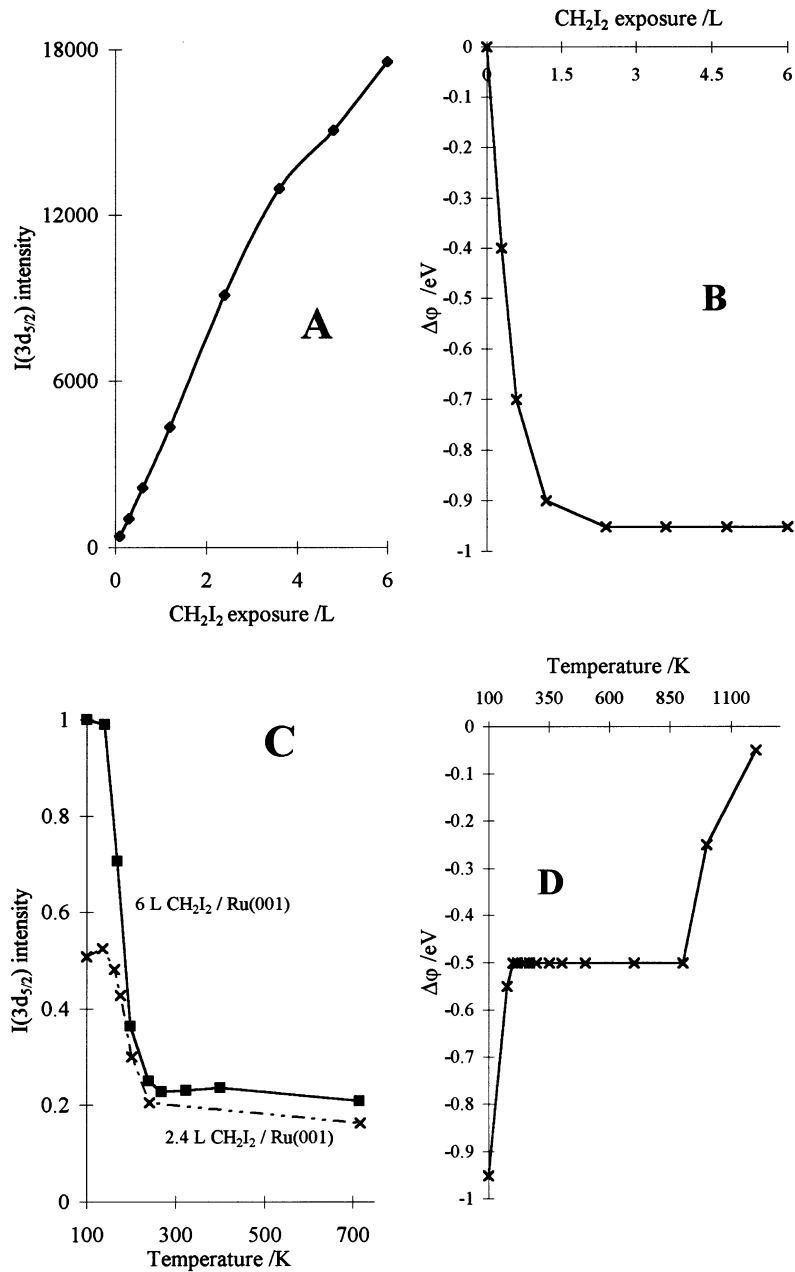 18000
12000
6000
0
0 2 4 6
I(3d5/2) intensity
CH2I2 exposure /L
A
CH2I2 exposure /L
0 1.5 3 4.5 6
0
-0.1
-0.2
-0.3
-0.4
-0.5
-0.6
-0.7
-0.8
-0.9
-1
Δφ /eV
B
1
0.8
0.6
0.4
0.2
0
100 300 500 700
I(3d5/2) intensity
Temperature /K
C
6 L CH2I2 / Ru(001)
2.4 L CH2I2 / Ru(001)
Temperature /K
100 350 600 850 1100
0
-0.1
-0.2
-0.3
-0.4
-0.5
-0.6
-0.7
-0.8
-0.9
-1
Δφ /eV
D